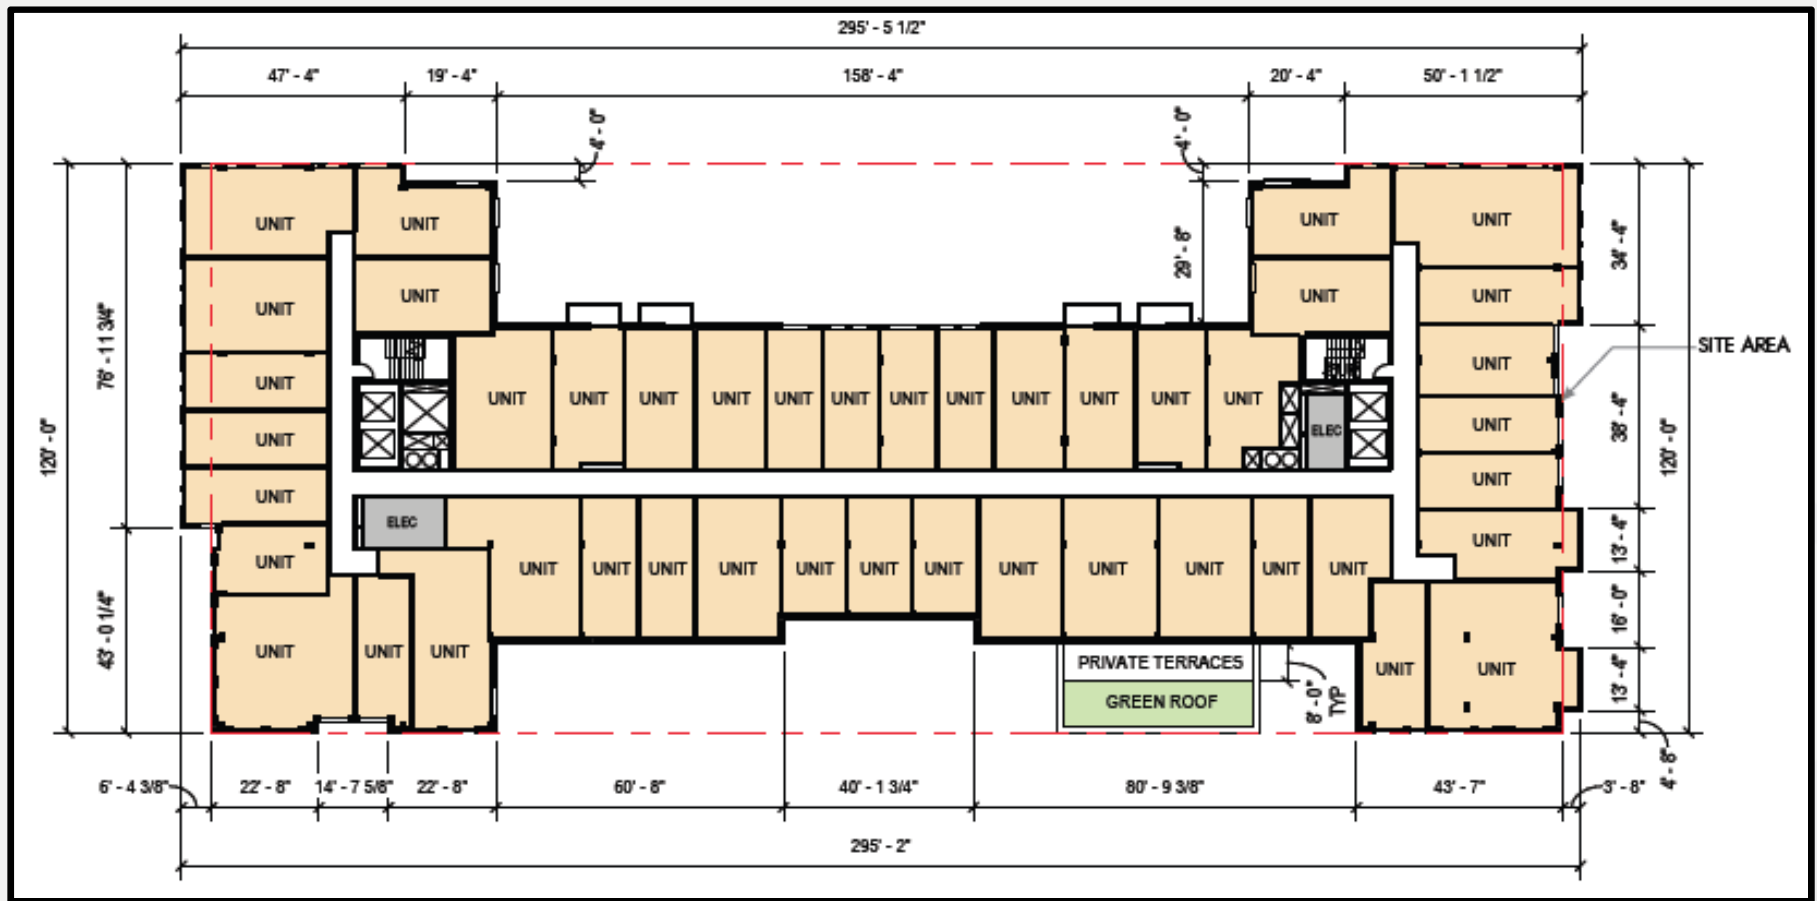 295' - 5 1/2"
47' - 4" 19' - 4" 158' - 4" 20' - 4" 50' - 1 1/2"
4' - 0" 4' - 0"
UNIT UNIT UNIT UNIT
29' - 8" 34' - 4"
UNIT UNIT UNIT UNIT UNIT
76' - 11 3/4"
SITE AREA
UNIT UNIT
UNIT UNIT UNIT UNIT UNIT UNIT UNIT UNIT UNIT UNIT UNIT UNIT
38' - 4"
UNIT ELEC UNIT
120' - 0" 120' - 0"
UNIT UNIT
ELEC
UNIT 13' - 4"
UNIT UNIT UNIT UNIT UNIT UNIT UNIT UNIT UNIT UNIT UNIT UNIT UNIT
16' - 0"
43' - 0 1/4"
UNIT UNIT UNIT PRIVATE TERRACES UNIT UNIT
13' - 4"
GREEN ROOF 8' - 0" TYP
4' - 8"
6' - 4 3/8" 22' - 8" 14' - 7 5/8" 22' - 8" 60' - 8" 40' - 1 3/4" 80' - 9 3/8" 43' - 7" 3' - 8"
295' - 2"